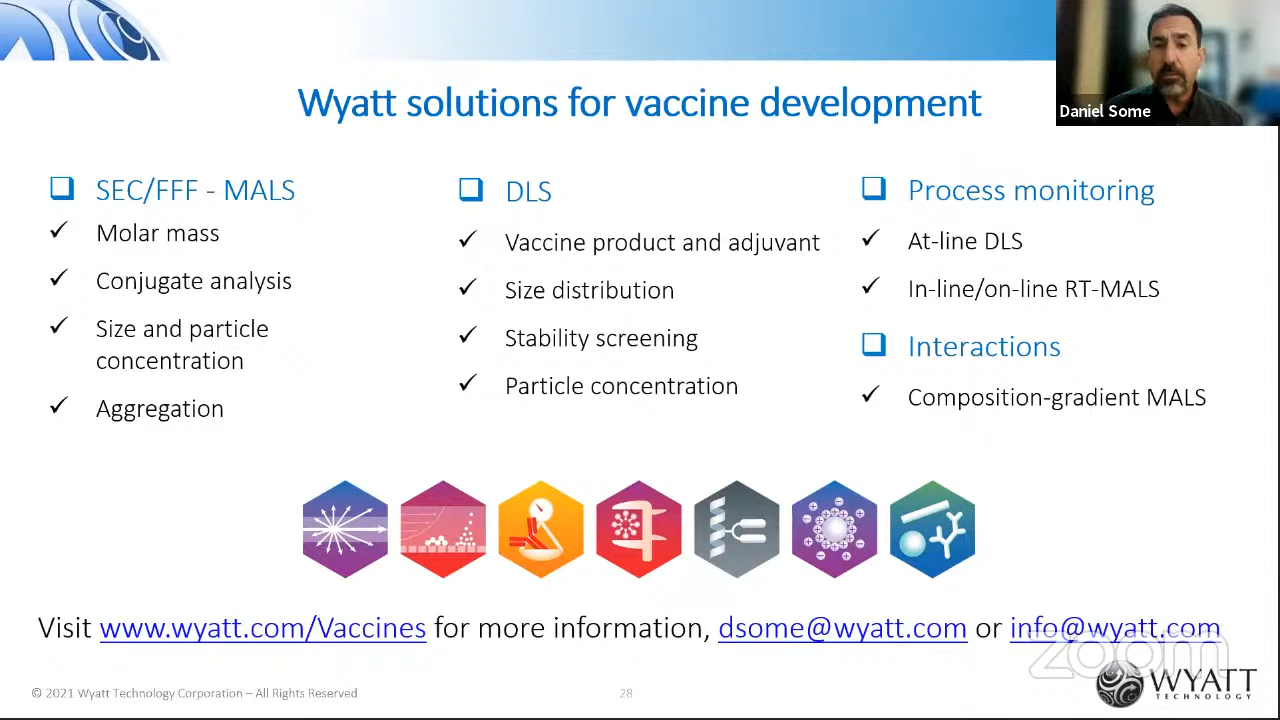 Wyatt solutions for vaccine development
Daniel Some
SEC/FFF - MALS
Molar mass
Conjugate analysis
Size and particle
concentration
Aggregation
DLS
Vaccine product and adjuvant
Size distribution
Stability screening
Particle concentration
Process monitoring
At-line DLS
In-line/on-line RT-MALS
Interactions
Composition-gradient MALS
Visit www.wyatt.com/Vaccines for more information, dsome@wyatt.com or info@wyatt.com
zoom
© 2021 Wyatt Technology Corporation – All Rights Reserved
28
WYATT
TECHNOLOGY